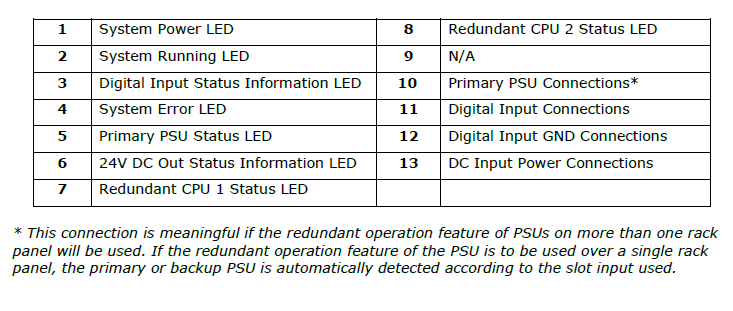 1 System Power LED 8 Redundant CPU 2 Status LED
2 System Running LED 9 N/A
3 Digital Input Status Information LED 10 Primary PSU Connections*
4 System Error LED 11 Digital Input Connections
5 Primary PSU Status LED 12 Digital Input GND Connections
6 24V DC Out Status Information LED 13 DC Input Power Connections
7 Redundant CPU 1 Status LED
* This connection is meaningful if the redundant operation feature of PSUs on more than one rack
panel will be used. If the redundant operation feature of the PSU is to be used over a single rack
panel, the primary or backup PSU is automatically detected according to the slot input used.